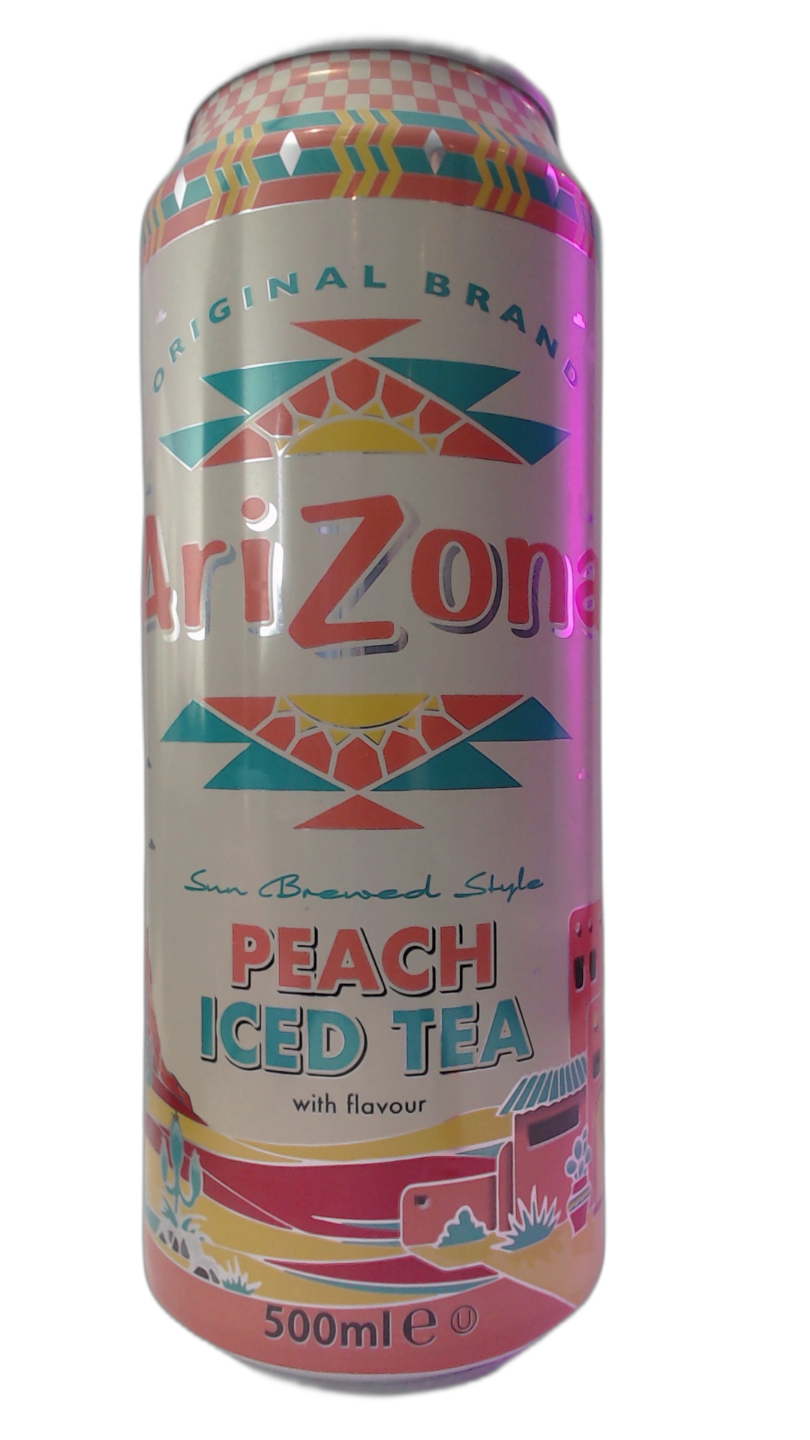 ORIGINAL BRAND
AriZona
Sun Brewed Style
PEACH
ICED TEA
with flavour
500ml ℮ Ⓤ